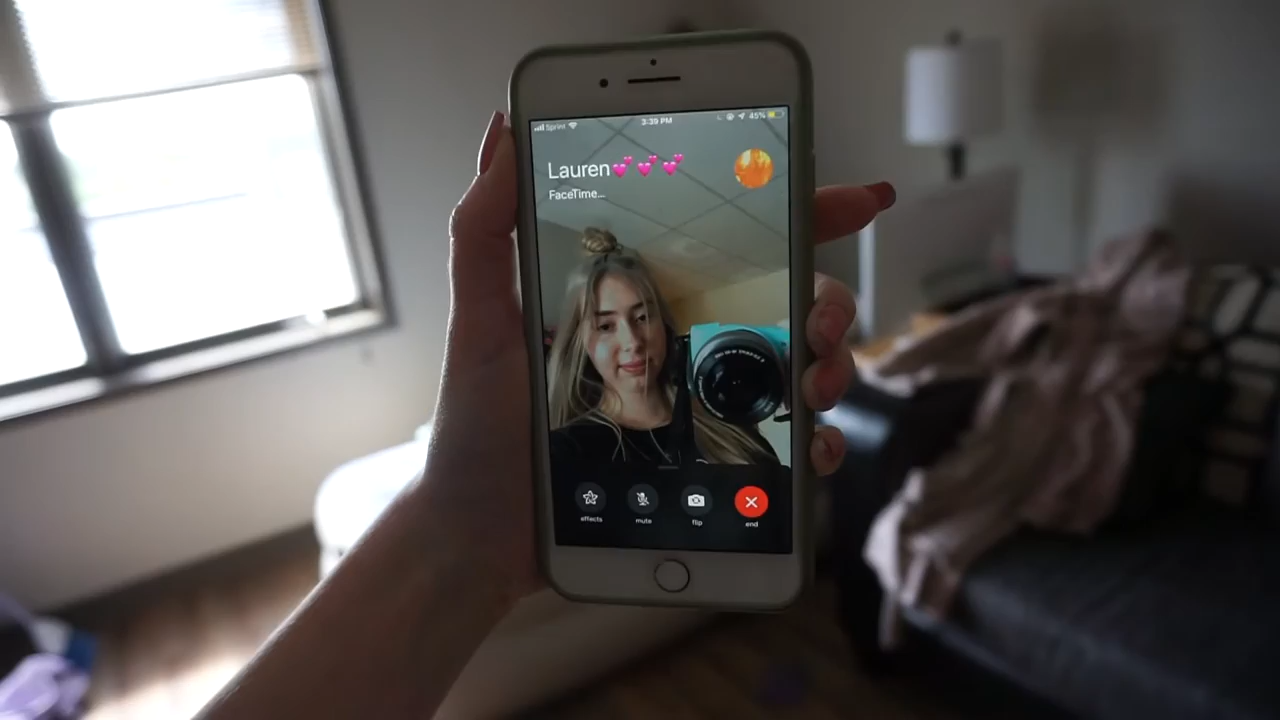 Sprint 3:39 PM 45%
Lauren💕💕💕
FaceTime...
effects mute flip end